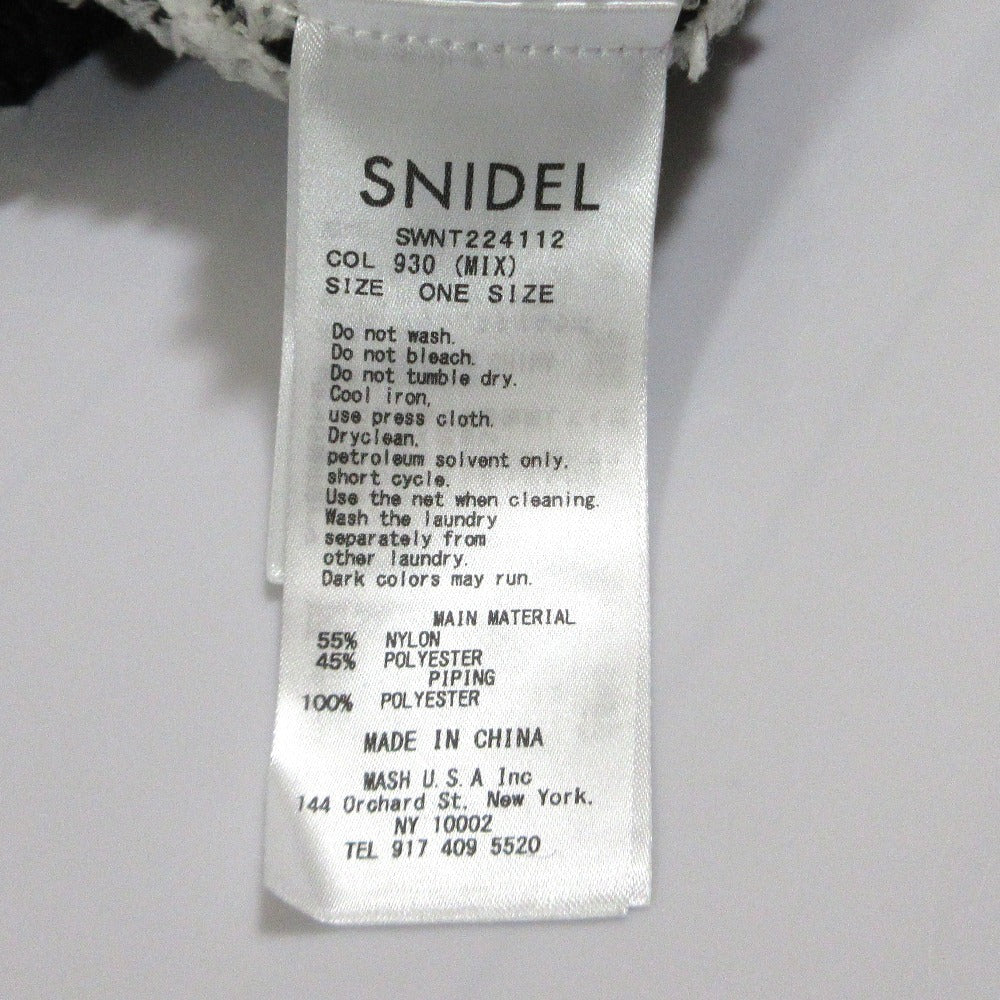 SNIDEL
SWNT224112
COL 930 (MIX)
SIZE ONE SIZE
Do not wash.
Do not bleach.
Do not tumble dry.
Cool iron,
use press cloth.
Dryclean,
petroleum solvent only,
short cycle.
Use the net when cleaning.
Wash the laundry
separately from
other laundry.
Dark colors may run.
MAIN MATERIAL
55% NYLON
45% POLYESTER
PIPING
100% POLYESTER
MADE IN CHINA
MASH U.S.A Inc
144 Orchard St, New York,
NY 10002
TEL 917 409 5520